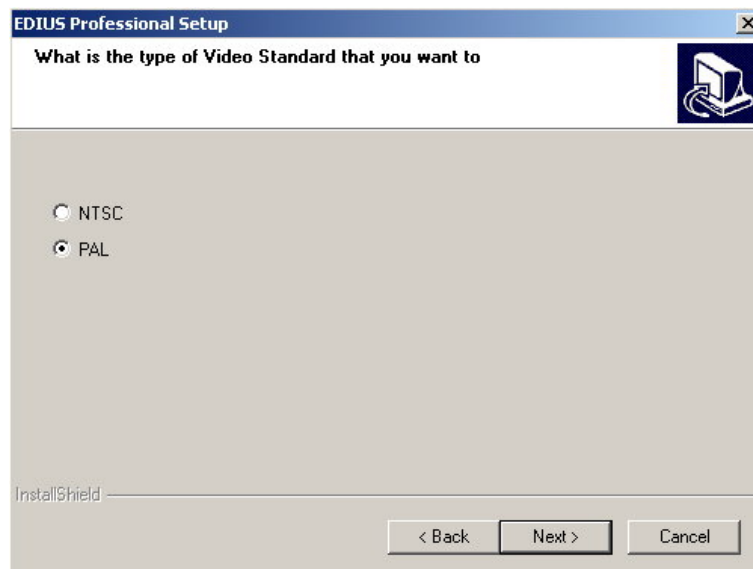 EDIUS Professional Setup
What is the type of Video Standard that you want to
NTSC
PAL
InstallShield
< Back
Next >
Cancel